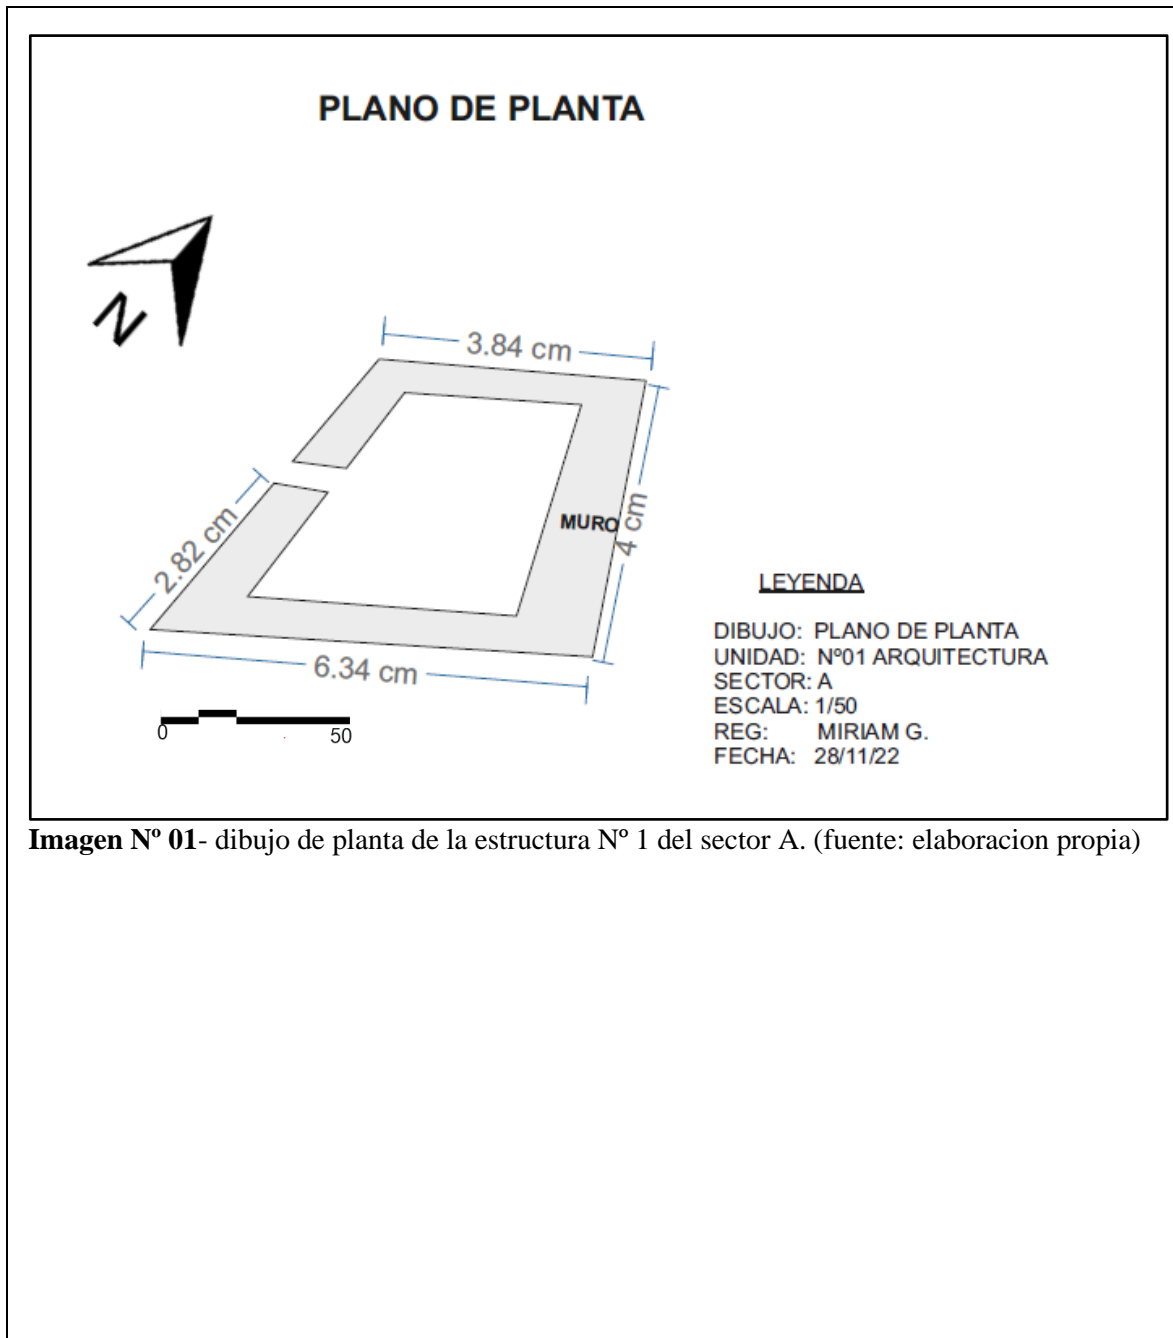 PLANO DE PLANTA
N
3.84 cm
2.82 cm
MURO
4 cm
6.34 cm
0 50
LEYENDA
DIBUJO: PLANO DE PLANTA
UNIDAD: Nº01 ARQUITECTURA
SECTOR: A
ESCALA: 1/50
REG: MIRIAM G.
FECHA: 28/11/22
Imagen Nº 01- dibujo de planta de la estructura Nº 1 del sector A. (fuente: elaboracion propia)